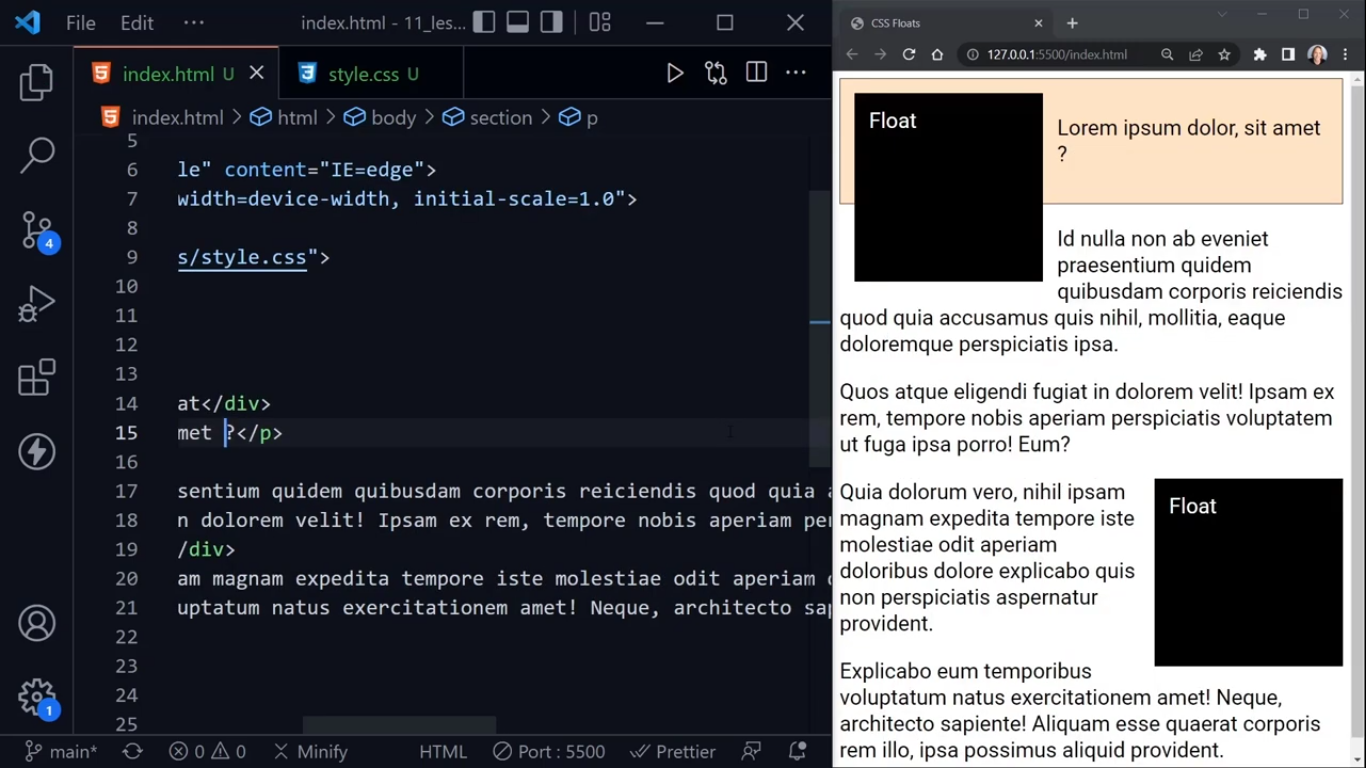 File Edit ··· index.html - 11_les...
index.html U
style.css U
index.html > html > body > section > p
5
6 le" content="IE=edge">
7 width=device-width, initial-scale=1.0">
8
9 s/style.css">
10
11
12
13
14 at</div>
15 met ?</p>
16
17 sentium quidem quibusdam corporis reiciendis quod quia a
18 n dolorem velit! Ipsam ex rem, tempore nobis aperiam per
19 /div>
20 am magnam expedita tempore iste molestiae odit aperiam
21 uptatum natus exercitationem amet! Neque, architecto sap
22
23
24
25
4
1
main* 0 0 Minify HTML Port : 5500 Prettier
CSS Floats
127.0.0.1:5500/index.html
Float
Lorem ipsum dolor, sit amet
?
Id nulla non ab eveniet
praesentium quidem
quibusdam corporis reiciendis
quod quia accusamus quis nihil, mollitia, eaque
doloremque perspiciatis ipsa.
Quos atque eligendi fugiat in dolorem velit! Ipsam ex
rem, tempore nobis aperiam perspiciatis voluptatem
ut fuga ipsa porro! Eum?
Quia dolorum vero, nihil ipsam
magnam expedita tempore iste
molestiae odit aperiam
doloribus dolore explicabo quis
non perspiciatis aspernatur
provident.
Float
Explicabo eum temporibus
voluptatum natus exercitationem amet! Neque,
architecto sapiente! Aliquam esse quaerat corporis
rem illo, ipsa possimus aliquid provident.